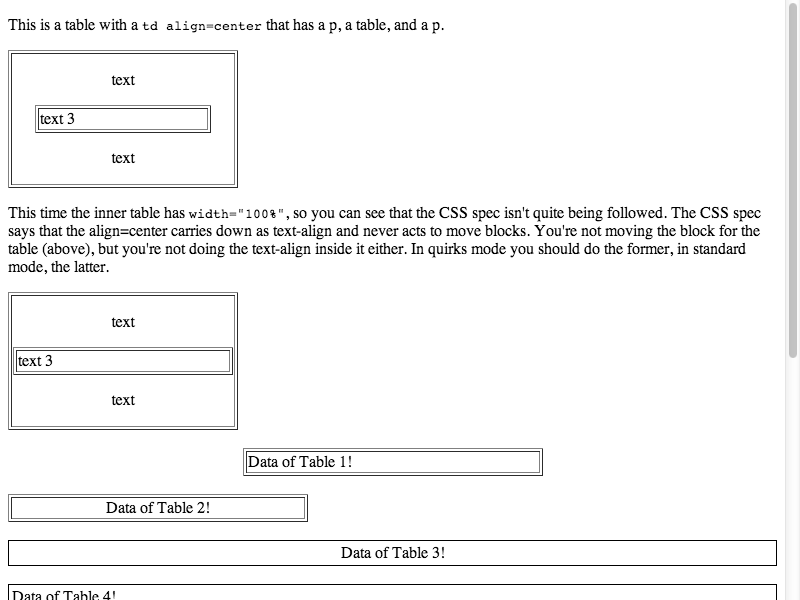 This is a table with a td align=center that has a p, a table, and a p.
text
text 3
text
This time the inner table has width="100%", so you can see that the CSS spec isn't quite being followed. The CSS spec
says that the align=center carries down as text-align and never acts to move blocks. You're not moving the block for the
table (above), but you're not doing the text-align inside it either. In quirks mode you should do the former, in standard
mode, the latter.
text
text 3
text
Data of Table 1!
Data of Table 2!
Data of Table 3!
Data of Table 4!